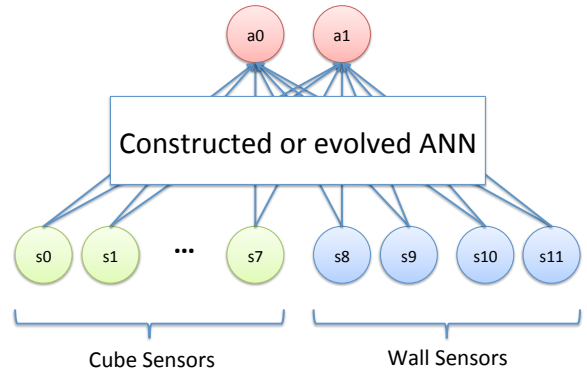 a0 a1
Constructed or evolved ANN
s0 s1 ... s7 s8 s9 s10 s11
Cube Sensors Wall Sensors